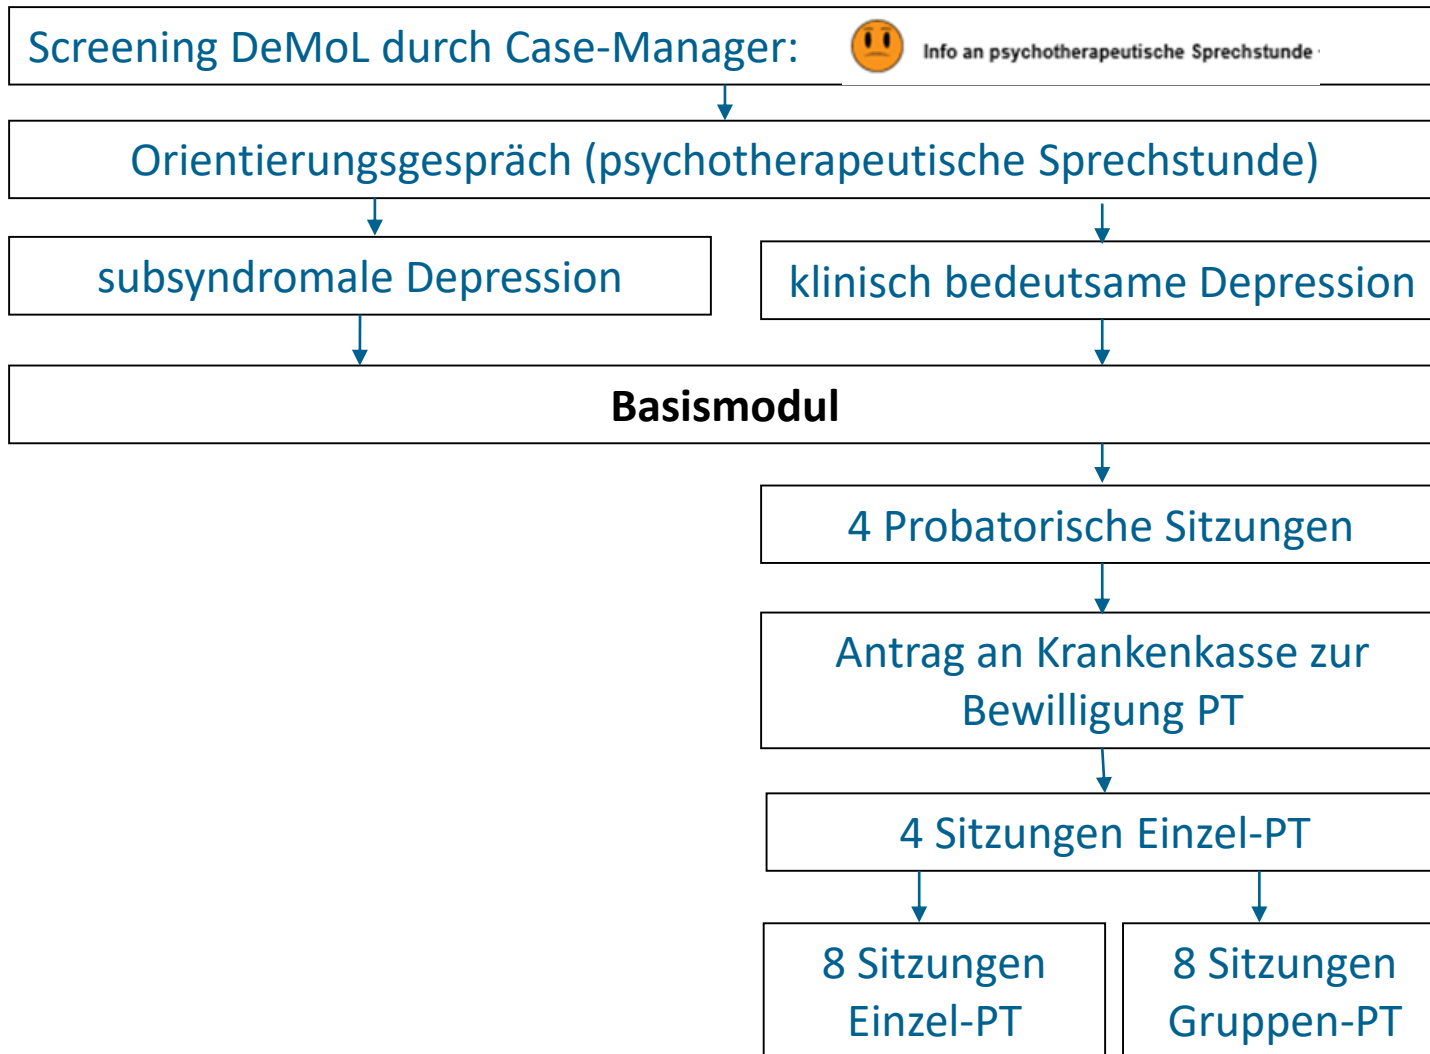 Screening DeMoL durch Case-Manager:
Info an psychotherapeutische Sprechstunde
Orientierungsgespräch (psychotherapeutische Sprechstunde)
subsyndromale Depression
klinisch bedeutsame Depression
Basismodul
4 Probatorische Sitzungen
Antrag an Krankenkasse zur
Bewilligung PT
4 Sitzungen Einzel-PT
8 Sitzungen
Einzel-PT
8 Sitzungen
Gruppen-PT